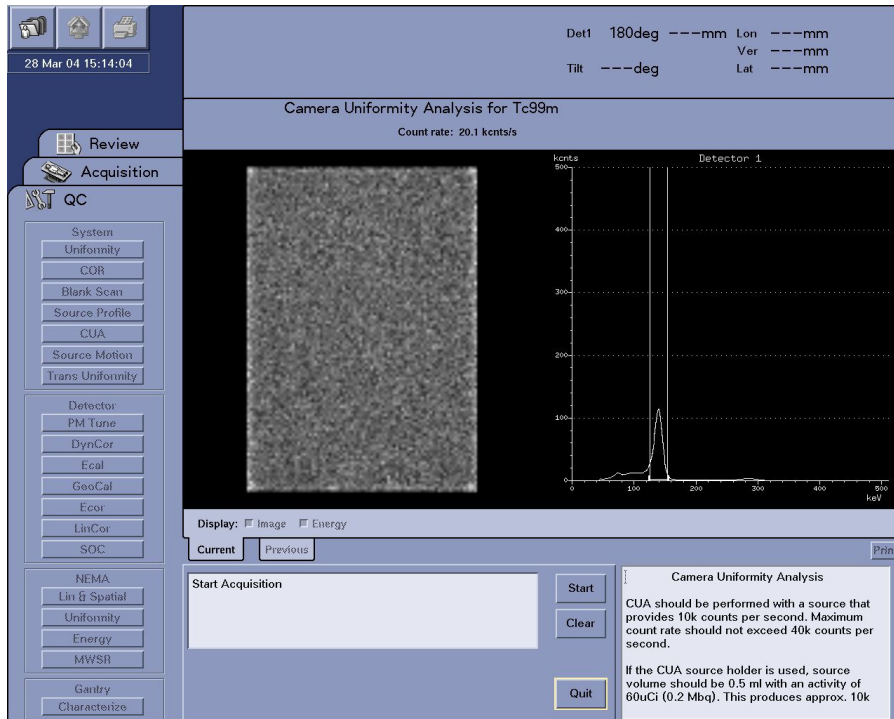 28 Mar 04 15:14:04
Det1 180deg ---mm Lon ---mm
Ver ---mm
Tilt ---deg Lat ---mm
Camera Uniformity Analysis for Tc99m
Count rate: 20.1 kcnts/s
Review
Acquisition
QC
System
Uniformity
COR
Blank Scan
Source Profile
CUA
Source Motion
Trans Uniformity
Detector
PM Tune
DynCor
Ecal
GeoCal
Ecor
LinCor
SOC
NEMA
Lin & Spatial
Uniformity
Energy
MWSR
Gantry
Characterize
kcnts
Detector 1
500
400
300
200
100
0
0 100 200 300 400 500
keV
Display: Image Energy
Current Previous
Prin
Start Acquisition
Start
Clear
Quit
Camera Uniformity Analysis
CUA should be performed with a source that
provides 10k counts per second. Maximum
count rate should not exceed 40k counts per
second.
If the CUA source holder is used, source
volume should be 0.5 ml with an activity of
60uCi (0.2 Mbq). This produces approx. 10k